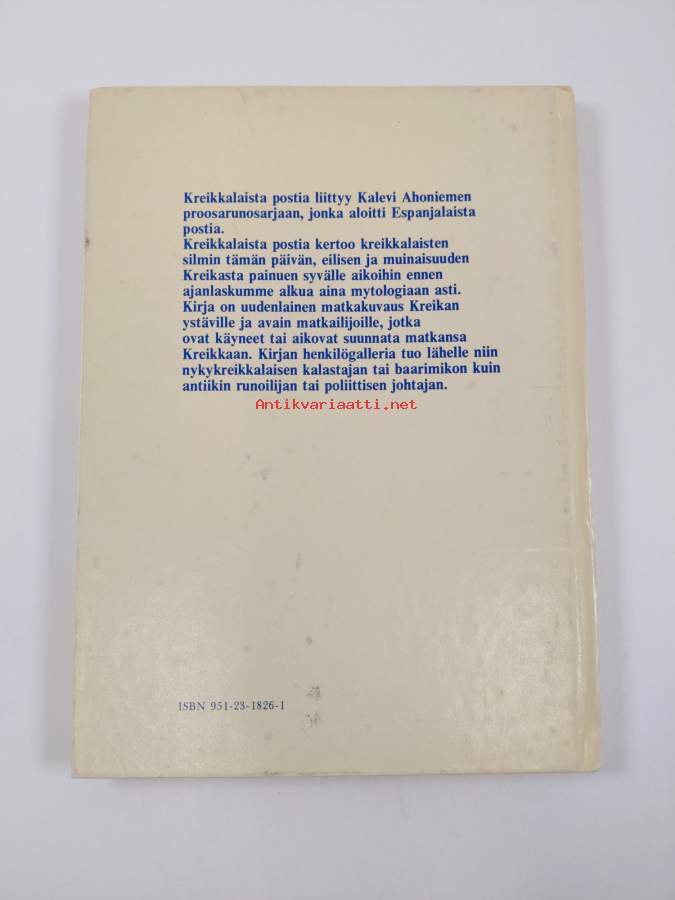 Kreikkalaista postia liittyy Kalevi Ahoniemen
proosarunosarjaan, jonka aloitti Espanjalaista
postia.
Kreikkalaista postia kertoo kreikkalaisten
silmin tämän päivän, eilisen ja muinaisuuden
Kreikasta painuen syvälle aikoihin ennen
ajanlaskumme alkua aina mytologiaan asti.
Kirja on uudenlainen matkakuvaus Kreikan
ystäville ja avain matkailijoille, jotka
ovat käyneet tai aikovat suunnata matkansa
Kreikkaan. Kirjan henkilögalleria tuo lähelle niin
nykykreikkalaisen kalastajan tai baarimikon kuin
antiikin runoilijan tai poliittisen johtajan.
Antikvariaatti.net
ISBN 951-23-1826-1